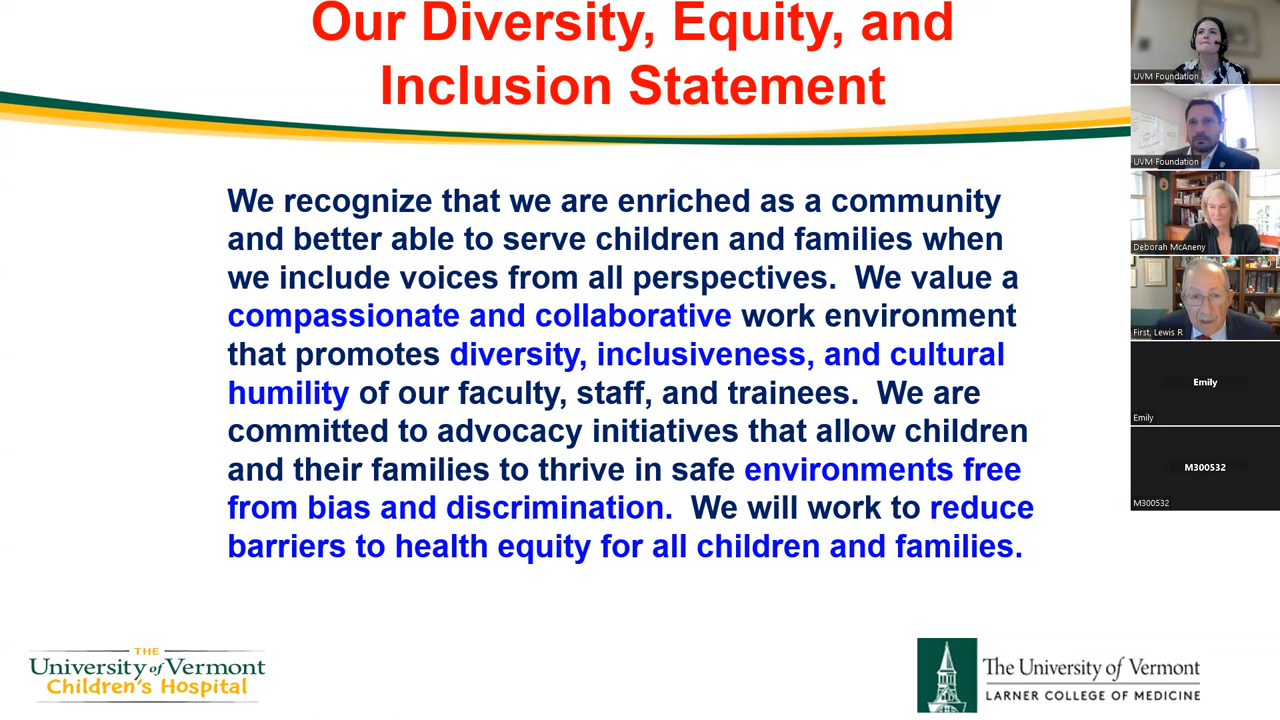 Our Diversity, Equity, and
Inclusion Statement
We recognize that we are enriched as a community
and better able to serve children and families when
we include voices from all perspectives. We value a
compassionate and collaborative work environment
that promotes diversity, inclusiveness, and cultural
humility of our faculty, staff, and trainees. We are
committed to advocacy initiatives that allow children
and their families to thrive in safe environments free
from bias and discrimination. We will work to reduce
barriers to health equity for all children and families.
THE
University of Vermont
Children's Hospital
The University of Vermont
LARNER COLLEGE OF MEDICINE
UVM Foundation
UVM Foundation
Deborah McAneny
First, Lewis R
Emily
Emily
M300532
M300532